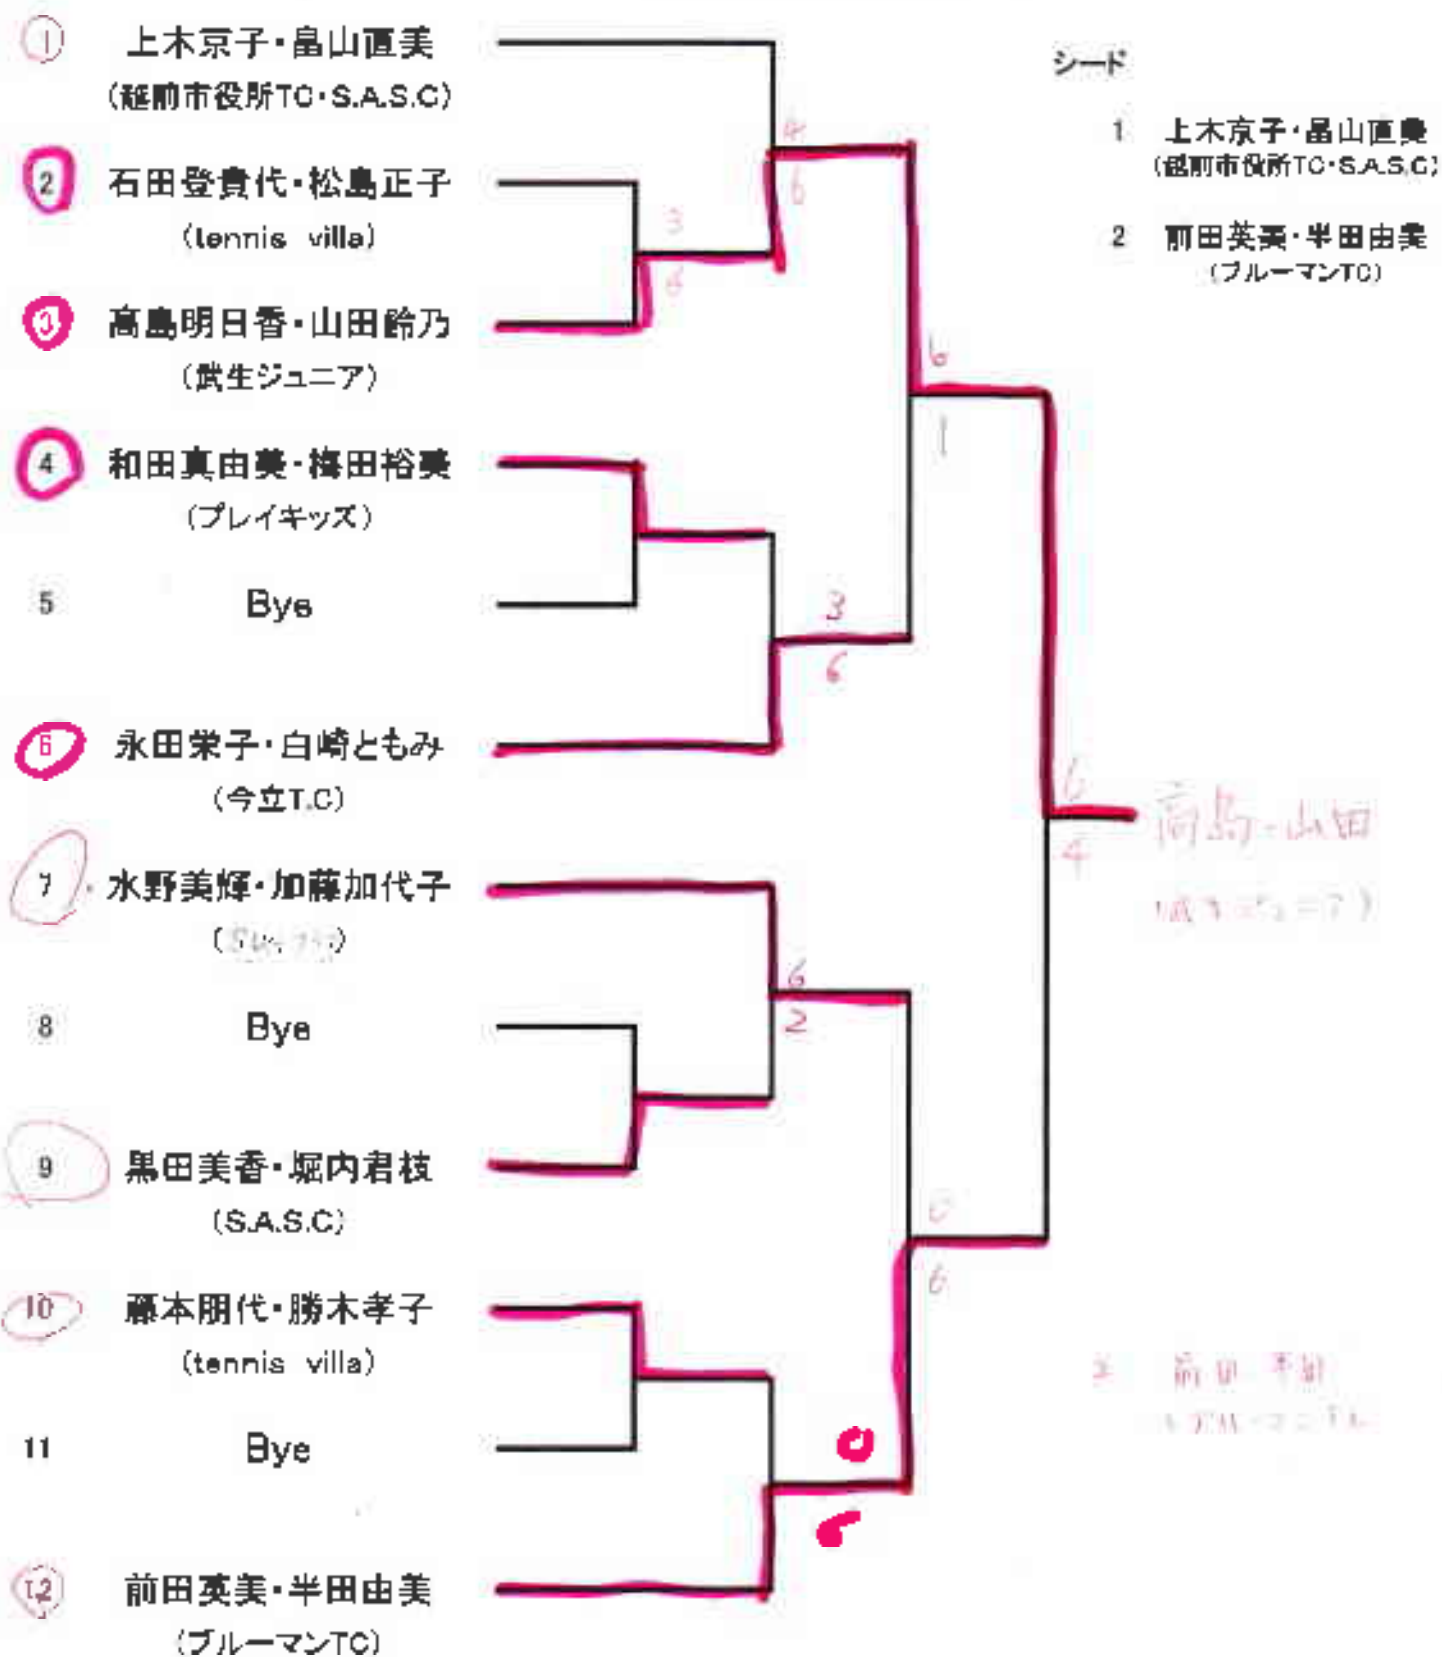 1 上木京子・畠山直美
(越前市役所TC・S.A.S.C)
2 石田登貴代・松島正子
(tennis villa)
3 高島明日香・山田鈴乃
(武生ジュニア)
4 和田真由美・梅田裕美
(プレイキッズ)
5 Bye
6 永田栄子・白崎ともみ
(今立T.C)
7 水野美輝・加藤加代子
8 Bye
9 黒田美香・堀内君枝
(S.A.S.C)
10 藤本朋代・勝木孝子
(tennis villa)
11 Bye
12 前田英美・半田由美
(ブルーマンTC)
6
3
6
6
1
3
6
6
2
0
6
0
6
6
4
高島・山田
シード
1 上木京子・畠山直美
(越前市役所TC・S.A.S.C)
2 前田英美・半田由美
(ブルーマンTC)